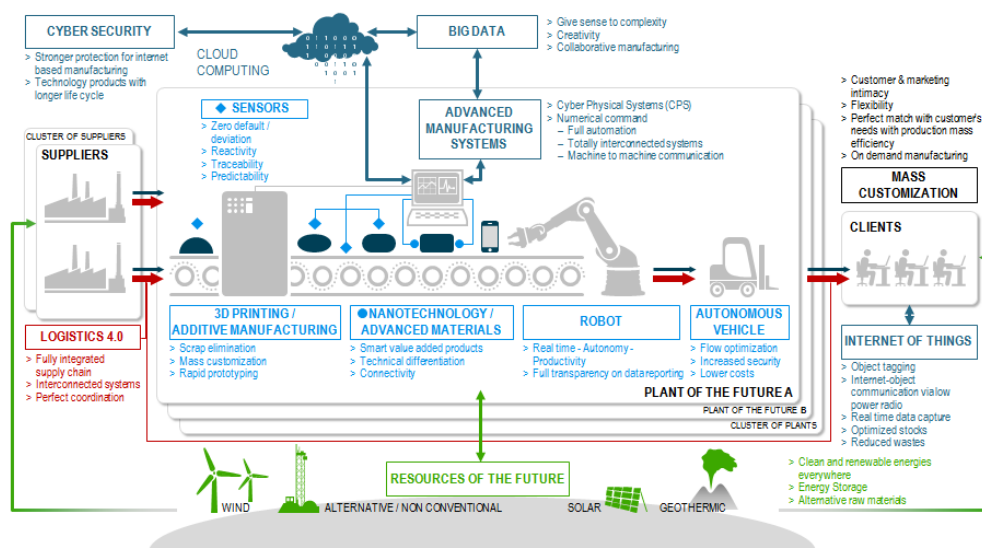 CYBER SECURITY
> Stronger protection for internet
based manufacturing
> Technology products with
longer life cycle
CLOUD
COMPUTING
BIG DATA
> Give sense to complexity
> Creativity
> Collaborative manufacturing
SENSORS
> Zero default /
deviation
> Reactivity
> Traceability
> Predictability
ADVANCED
MANUFACTURING
SYSTEMS
> Cyber Physical Systems (CPS)
> Numerical command
– Full automation
– Totally interconnected systems
– Machine to machine communication
> Customer & marketing
intimacy
> Flexibility
> Perfect match with customer's
needs with production mass
efficiency
> On demand manufacturing
MASS
CUSTOMIZATION
CLUSTER OF SUPPLIERS
SUPPLIERS
CLIENTS
LOGISTICS 4.0
> Fully integrated
supply chain
> Interconnected systems
> Perfect coordination
3D PRINTING /
ADDITIVE MANUFACTURING
> Scrap elimination
> Mass customization
> Rapid prototyping
NANOTECHNOLOGY /
ADVANCED MATERIALS
> Smart value added products
> Technical differentiation
> Connectivity
ROBOT
> Real time - Autonomy -
Productivity
> Full transparency on data reporting
AUTONOMOUS
VEHICLE
> Flow optimization
> Increased security
> Lower costs
INTERNET OF THINGS
> Object tagging
> Internet-object
communication via low
power radio
> Real time data capture
> Optimized stocks
> Reduced wastes
PLANT OF THE FUTURE A
PLANT OF THE FUTURE B
CLUSTER OF PLANTS
RESOURCES OF THE FUTURE
> Clean and renewable energies
everywhere
> Energy Storage
> Alternative raw materials
WIND
ALTERNATIVE / NON CONVENTIONAL
SOLAR
GEOTHERMIC